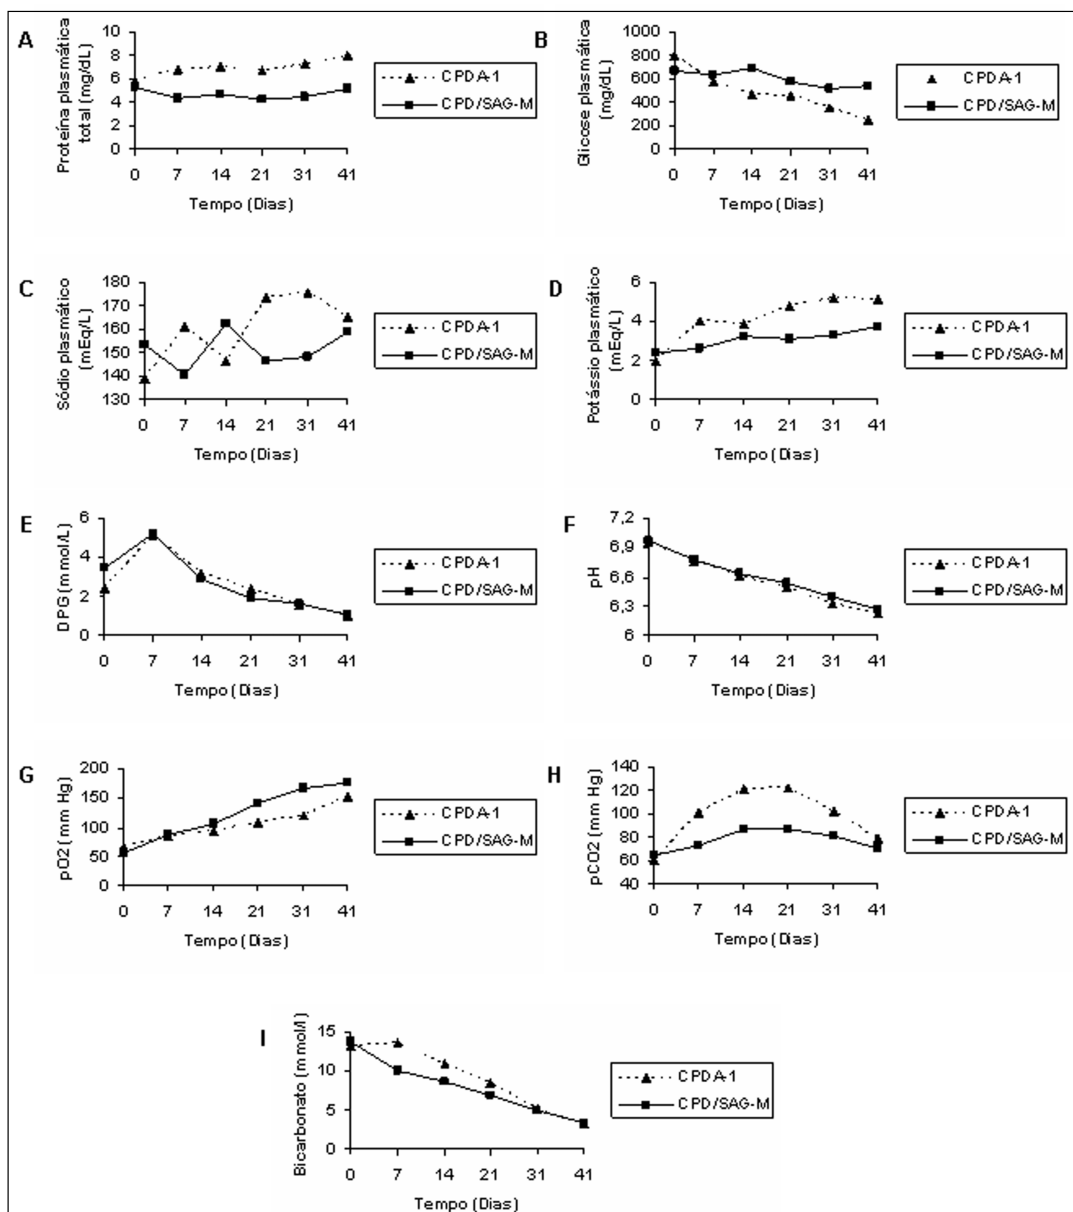 A
Proteína plasmática
total (mg/dL)
10
8
6
4
2
0
0 7 14 21 31 41
Tempo (Dias)
CPDA-1
CPD/SAG-M
B
Glicose plasmática
(mg/dL)
1000
800
600
400
200
0
0 7 14 21 31 41
Tempo (Dias)
CPDA-1
CPD/SAG-M
C
Sódio plasmático
(mEq/L)
180
170
160
150
140
130
0 7 14 21 31 41
Tempo (Dias)
CPDA-1
CPD/SAG-M
D
Potássio plasmático
(mEq/L)
6
4
2
0
0 7 14 21 31 41
Tempo (Dias)
CPDA-1
CPD/SAG-M
E
DPG (mmol/L)
6
4
2
0
0 7 14 21 31 41
Tempo (Dias)
CPDA-1
CPD/SAG-M
F
pH
7,2
6,9
6,6
6,3
6
0 7 14 21 31 41
Tempo (Dias)
CPDA-1
CPD/SAG-M
G
pO2 (mm Hg)
200
150
100
50
0
0 7 14 21 31 41
Tempo (Dias)
CPDA-1
CPD/SAG-M
H
pCO2 (mm Hg)
140
120
100
80
60
40
0 7 14 21 31 41
Tempo (Dias)
CPDA-1
CPD/SAG-M
I
Bicarbonato (mmol/l)
15
10
5
0
0 7 14 21 31 41
Tempo (Dias)
CPDA-1
CPD/SAG-M